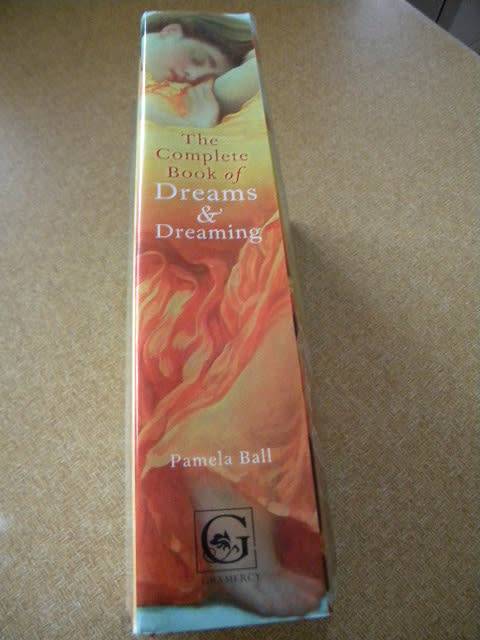 The
Complete
Book of
Dreams
&
Dreaming
Pamela Ball
G
GRAMERCY